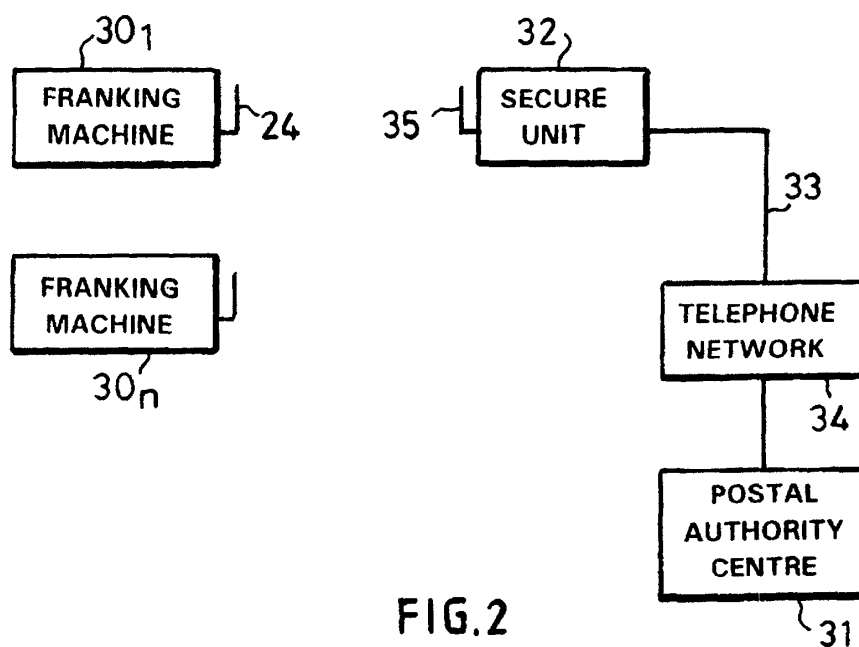 30₁
FRANKING
MACHINE
24
32
35
SECURE
UNIT
33
FRANKING
MACHINE
30ₙ
TELEPHONE
NETWORK
34
POSTAL
AUTHORITY
CENTRE
31
FIG.2